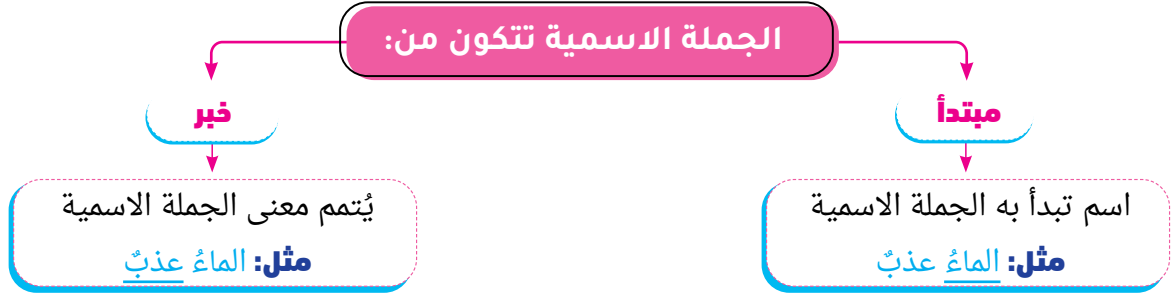 الجملة الاسمية تتكون من:
مبتدأ
خبر
اسم تبدأ به الجملة الاسمية
مثل: الماءُ عذبٌ
يُتمم معنى الجملة الاسمية
مثل: الماءُ عذبٌ